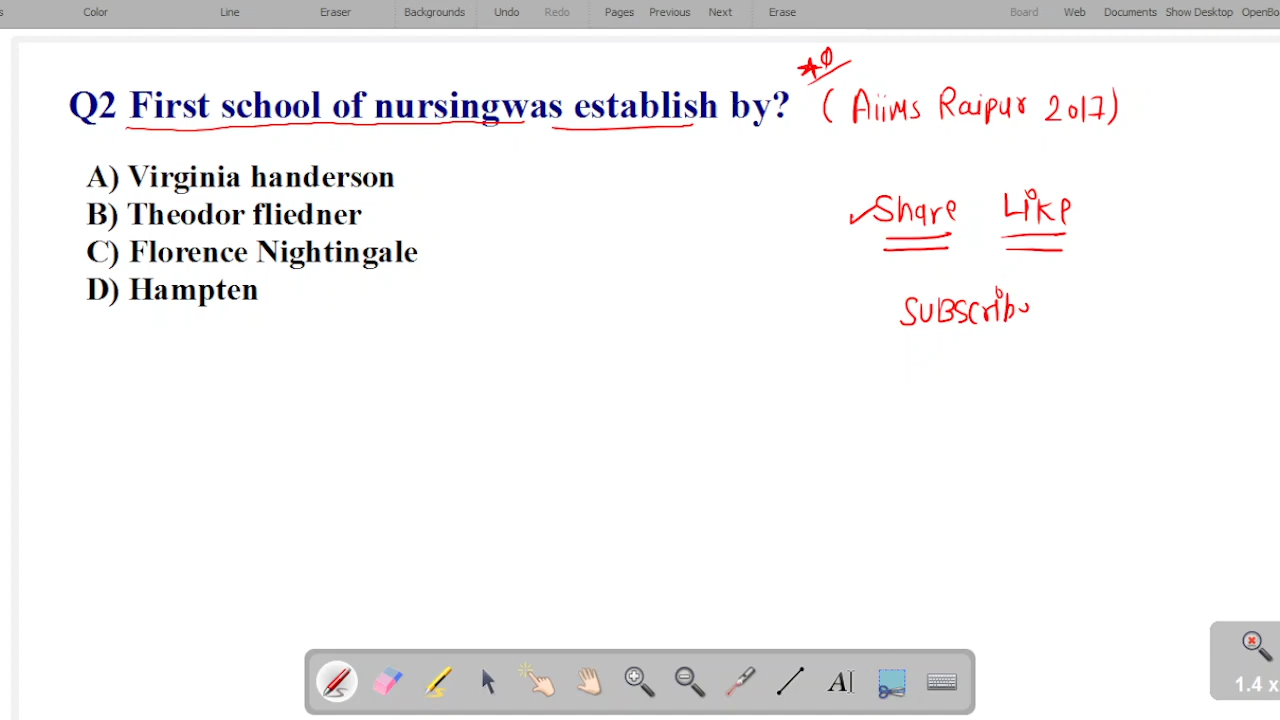 s Color Line Eraser Backgrounds Undo Redo Pages Previous Next Erase Board Web Documents Show Desktop OpenBo
Q2 First school of nursingwas establish by? (Aiims Raipur 2017)
A) Virginia handerson
B) Theodor fliedner
C) Florence Nightingale
D) Hampten
Share Like
SUBScribe
1.4 x